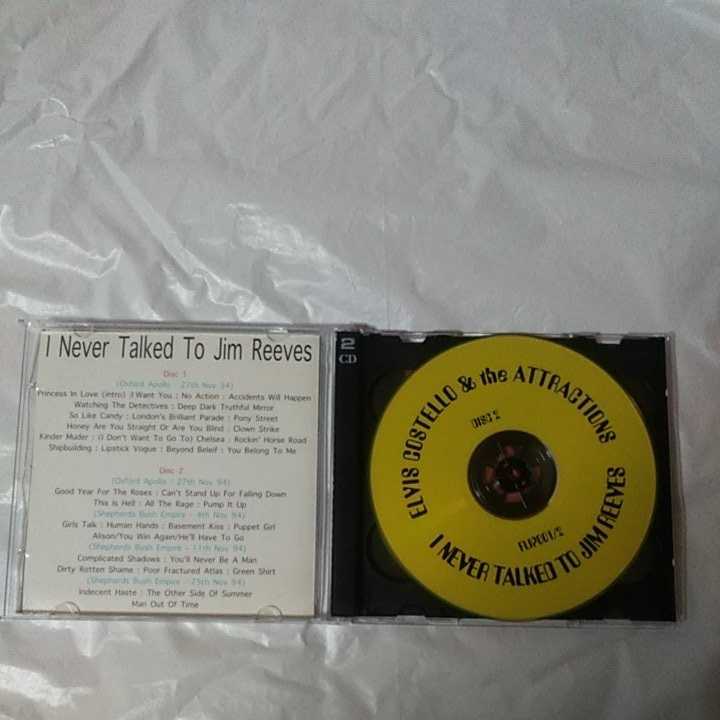 I Never Talked To Jim Reeves
Disc 1
(Oxford Apollo - 27th Nov 94)
Princess In Love (intro) :I Want You : No Action : Accidents Will Happen
Watching The Detectives : Deep Dark Truthful Mirror
So Like Candy : London's Brilliant Parade : Pony Street
Honey Are You Straight Or Are You Blind : Clown Strike
Kinder Muder : (I Don't Want To Go To) Chelsea : Rockin' Horse Road
Shipbuilding : Lipstick Vogue : Beyond Beleif : You Belong To Me
Disc 2
(Oxford Apollo : 27th Nov 94)
Good Year For The Roses : Can't Stand Up For Falling Down
This is Hell : All The Rage : Pump It Up
(Shepherds Bush Empire - 4th Nov 94)
Girls Talk : Human Hands : Basement Kiss : Puppet Girl
Alison/You Win Again/He'll Have To Go
(Shepherds Bush Empire - 11th Nov 94)
Complicated Shadows : You'll Never Be A Man
Dirty Rotten Shame : Poor Fractured Atlas : Green Shirt
(Shepherds Bush Empire - 25th Nov 94)
Indecent Haste : The Other Side Of Summer
Man Out Of Time
2
CD
ELVIS COSTELLO & the ATTRACTIONS
DISC 2
FLR2001/2
I NEVER TALKED TO JIM REEVES